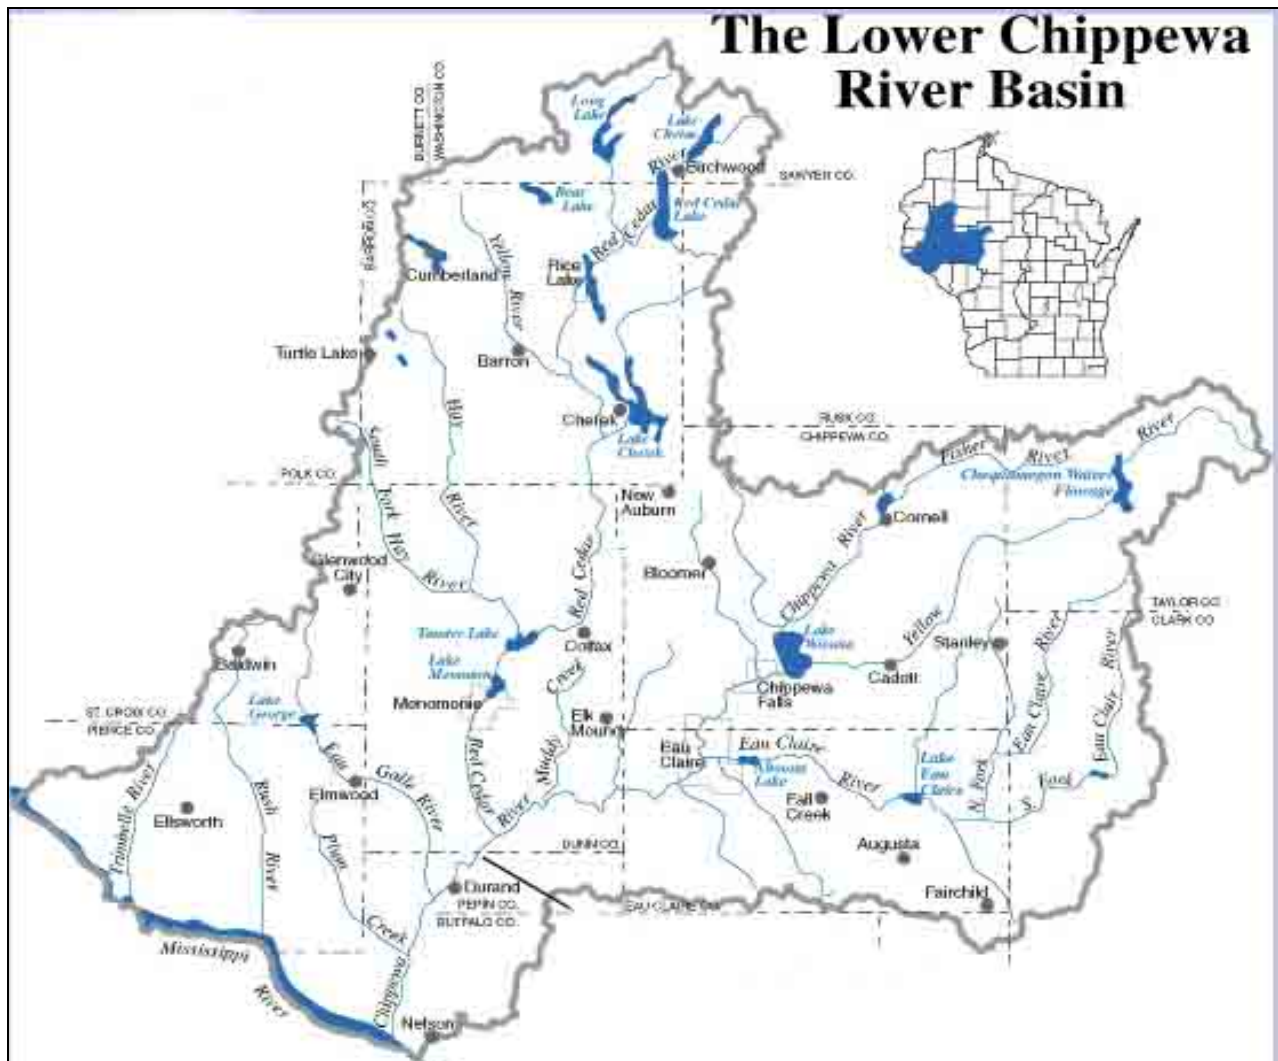 The Lower Chippewa
River Basin
BURNETT CO.
WASHINGTON CO.
Long
Lake
Lake
Chetac
River
Birchwood
SAWYER CO.
Bear
Lake
Red Cedar
Lake
Red Cedar
BARRON CO.
Cumberland
Yellow
River
Rice
Lake
Turtle Lake
Barron
Hay
River
Chetek
Lake
Chetek
RUSK CO.
CHIPPEWA CO.
Fisher
River
River
Chequamegon Waters
Flowage
South
Fork Hay
River
POLK CO.
New
Auburn
Cornell
Chippewa
River
Glenwood
City
Bloomer
Red Cedar
TAYLOR CO.
CLARK CO.
Tainter Lake
Colfax
Lake
Wissota
Yellow
Stanley
River
River
Baldwin
Lake
Menomin
Menomonie
Creek
Cadott
Chippewa
Falls
Lake
George
ST. CROIX CO.
PIERCE CO.
Elk
Mound
Eau Claire
Eau Clair
Eau
Claire
Eau Claire
River
Altoona
Lake
Lake
Eau
Claire
N. Fork
S.
Fork
Trimbelle River
Rush
River
Eau
Galle
River
Elmwood
Red Cedar
Muddy
River
Ellsworth
Fall
Creek
Augusta
Plum
Creek
DUNN CO.
Durand
PEPIN CO.
BUFFALO CO.
EAU CLAIRE CO.
Fairchild
Mississippi
River
Chippewa
Nelson